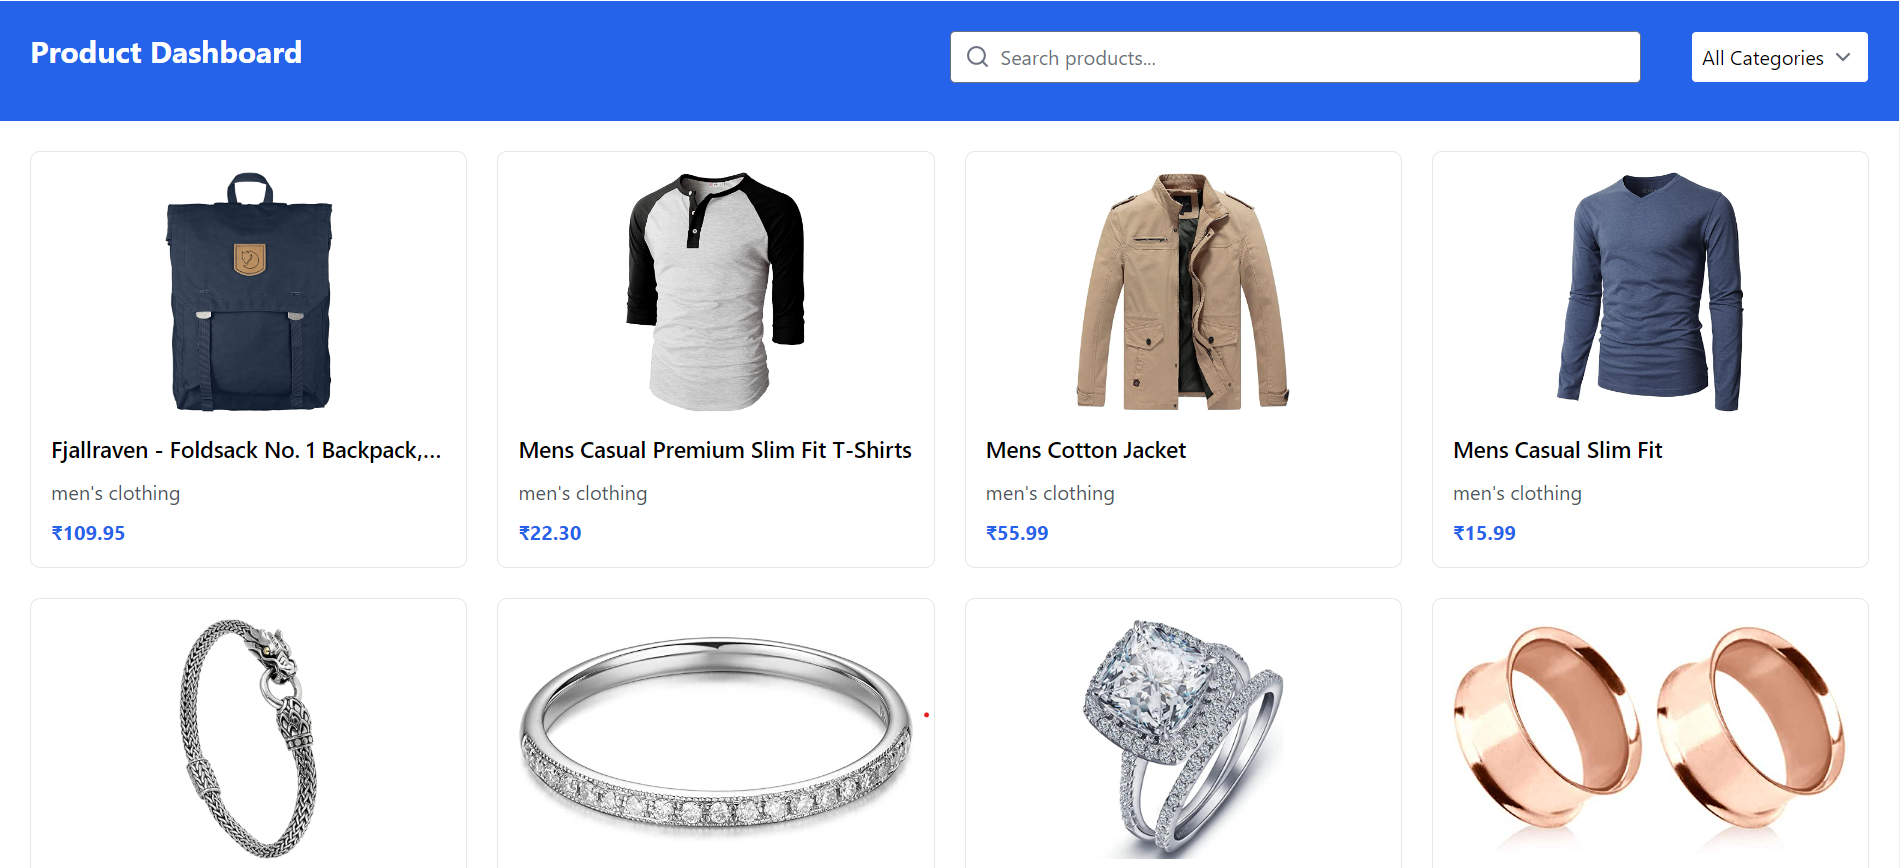 Product Dashboard
Search products...
All Categories
Fjallraven - Foldsack No. 1 Backpack,...
men's clothing
₹109.95
Mens Casual Premium Slim Fit T-Shirts
men's clothing
₹22.30
Mens Cotton Jacket
men's clothing
₹55.99
Mens Casual Slim Fit
men's clothing
₹15.99